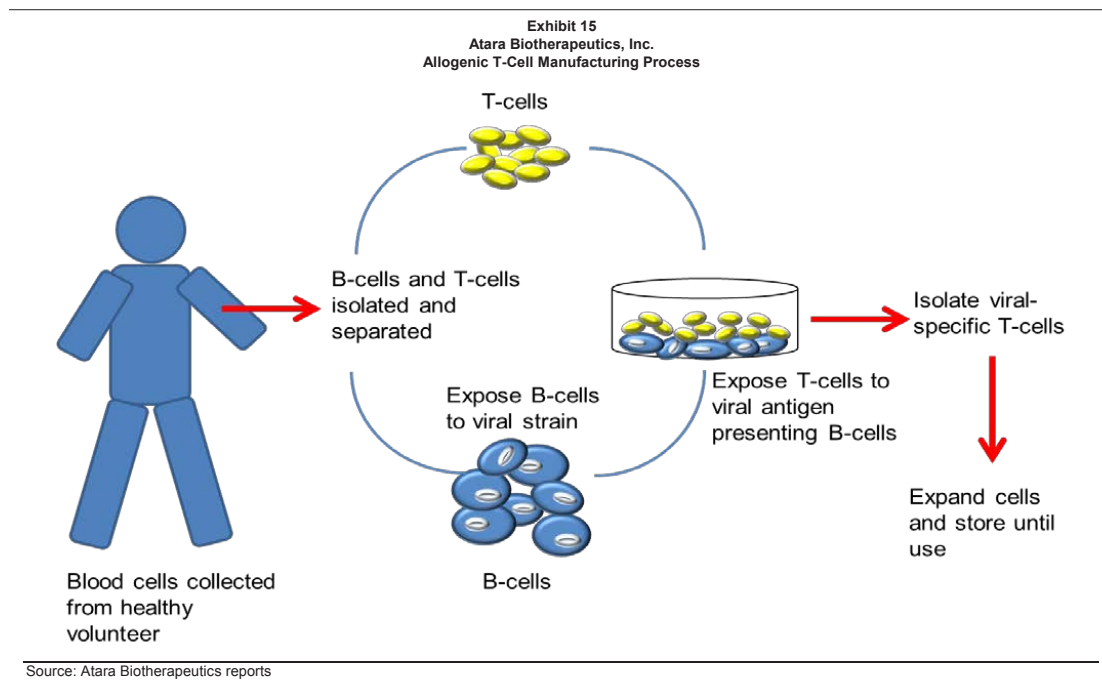 Exhibit 15
Atara Biotherapeutics, Inc.
Allogenic T-Cell Manufacturing Process
T-cells
B-cells and T-cells
isolated and
separated
Isolate viral-
specific T-cells
Expose B-cells
to viral strain
Expose T-cells to
viral antigen
presenting B-cells
Expand cells
and store until
use
B-cells
Blood cells collected
from healthy
volunteer
Source: Atara Biotherapeutics reports